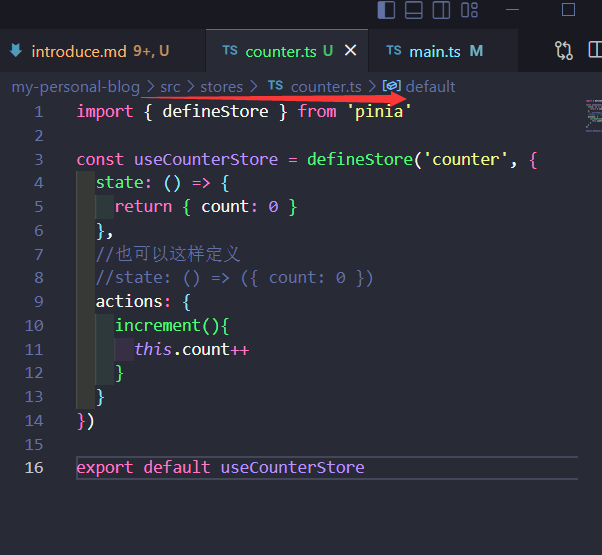 introduce.md 9+, U
TS counter.ts U
TS main.ts M
my-personal-blog > src > stores > TS counter.ts > default
1 import { defineStore } from 'pinia'
2
3 const useCounterStore = defineStore('counter', {
4 state: () => {
5 return { count: 0 }
6 },
7 //也可以这样定义
8 //state: () => ({ count: 0 })
9 actions: {
10 increment(){
11 this.count++
12 }
13 }
14 })
15
16 export default useCounterStore